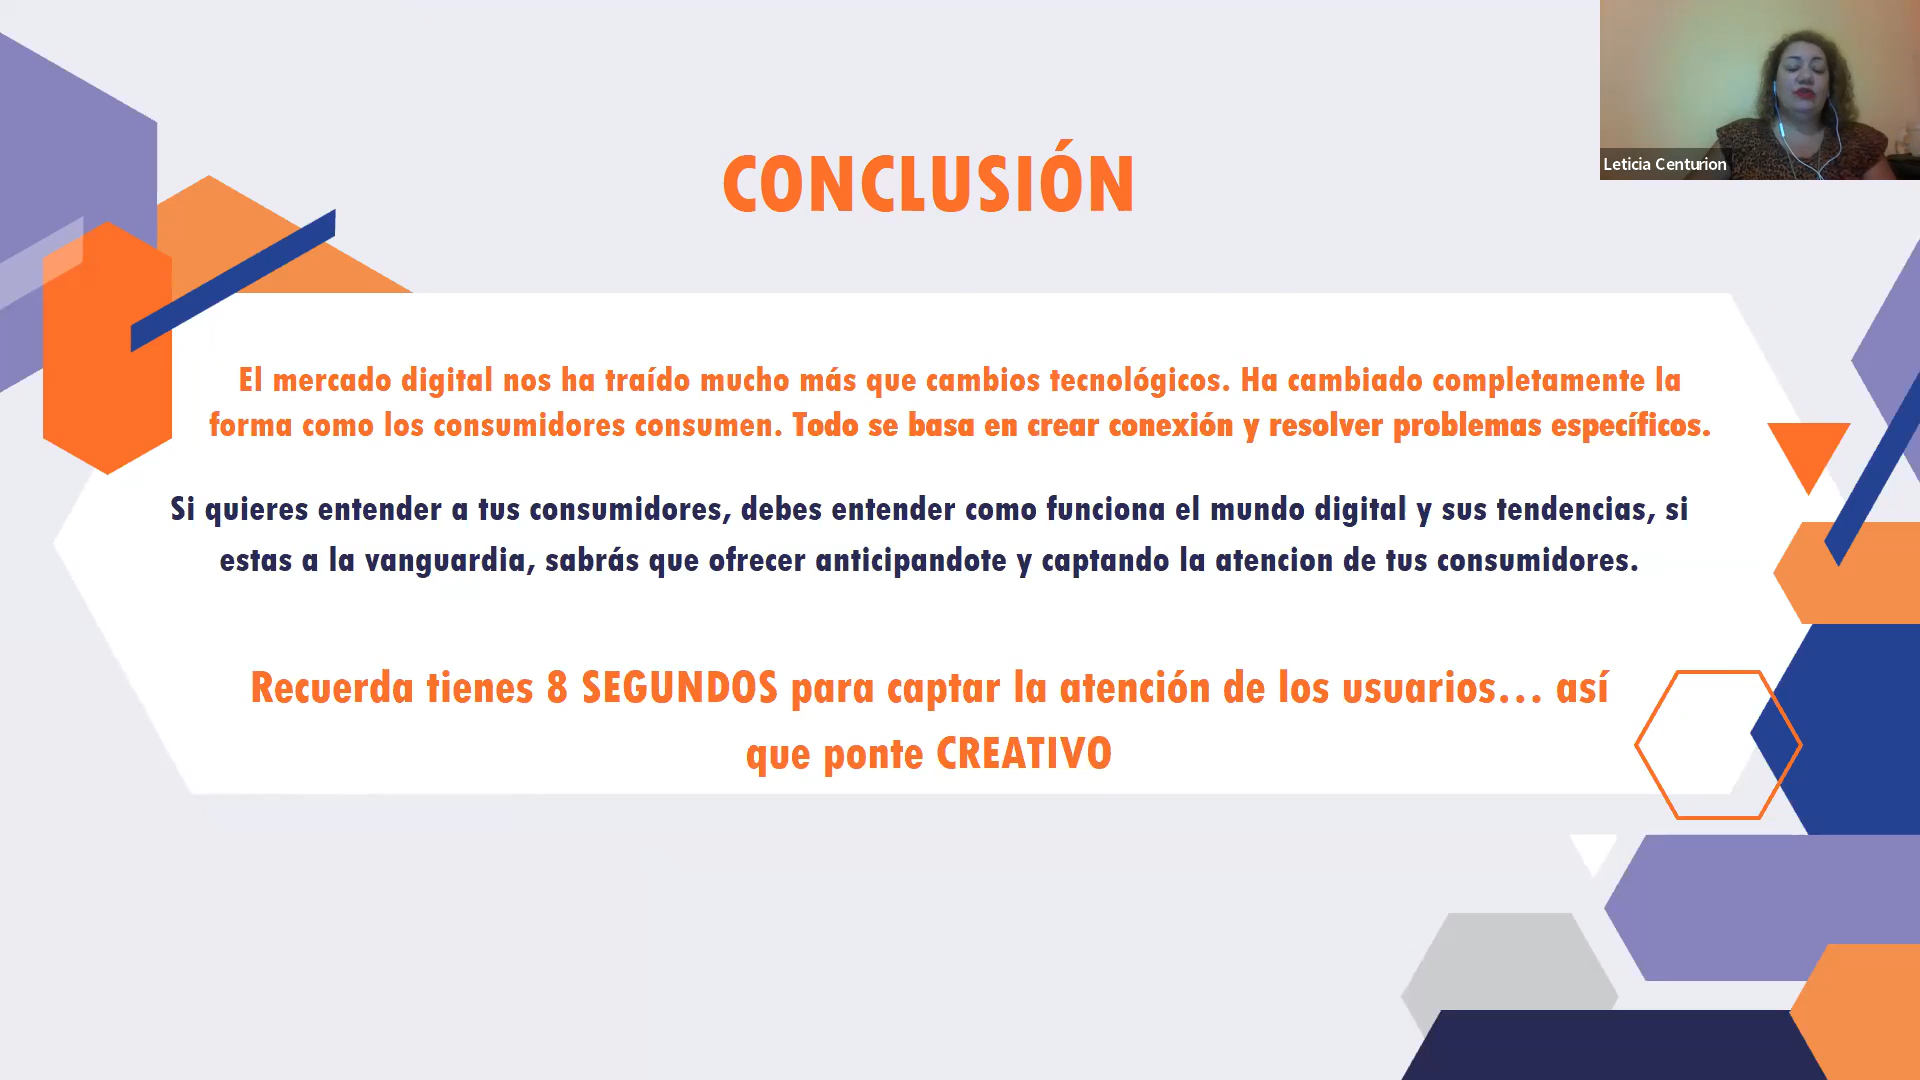 Leticia Centurion
CONCLUSIÓN
El mercado digital nos ha traído mucho más que cambios tecnológicos. Ha cambiado completamente la
forma como los consumidores consumen. Todo se basa en crear conexión y resolver problemas específicos.
Si quieres entender a tus consumidores, debes entender como funciona el mundo digital y sus tendencias, si
estas a la vanguardia, sabrás que ofrecer anticipandote y captando la atencion de tus consumidores.
Recuerda tienes 8 SEGUNDOS para captar la atención de los usuarios... así
que ponte CREATIVO